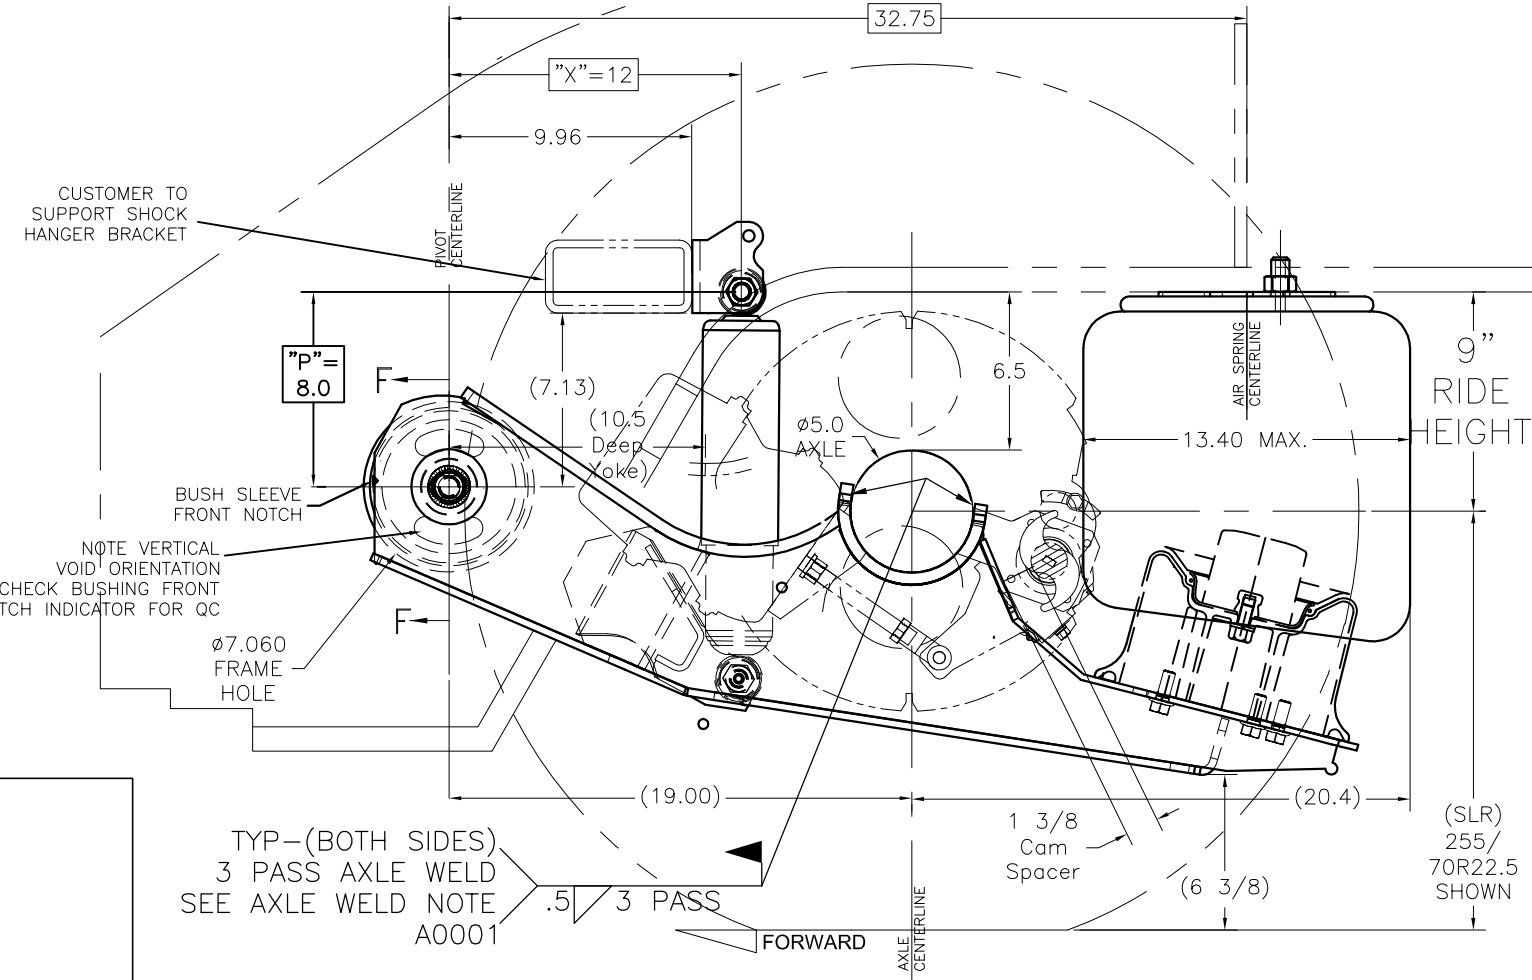 32.75
"X"=12
9.96
CUSTOMER TO
SUPPORT SHOCK
HANGER BRACKET
PIVOT
CENTERLINE
"P"=
8.0
F
(7.13)
(10.5
Deep
Yoke)
6.5
ø5.0
AXLE
AIR SPRING
CENTERLINE
13.40 MAX.
9"
RIDE
HEIGHT
BUSH SLEEVE
FRONT NOTCH
NOTE VERTICAL
VOID ORIENTATION
CHECK BUSHING FRONT
TCH INDICATOR FOR QC
F
ø7.060
FRAME
HOLE
(19.00)
(20.4)
1 3/8
Cam
Spacer
(6 3/8)
(SLR)
255/
70R22.5
SHOWN
TYP-(BOTH SIDES)
3 PASS AXLE WELD
SEE AXLE WELD NOTE
A0001
.5 3 PASS
FORWARD
AXLE
CENTERLINE